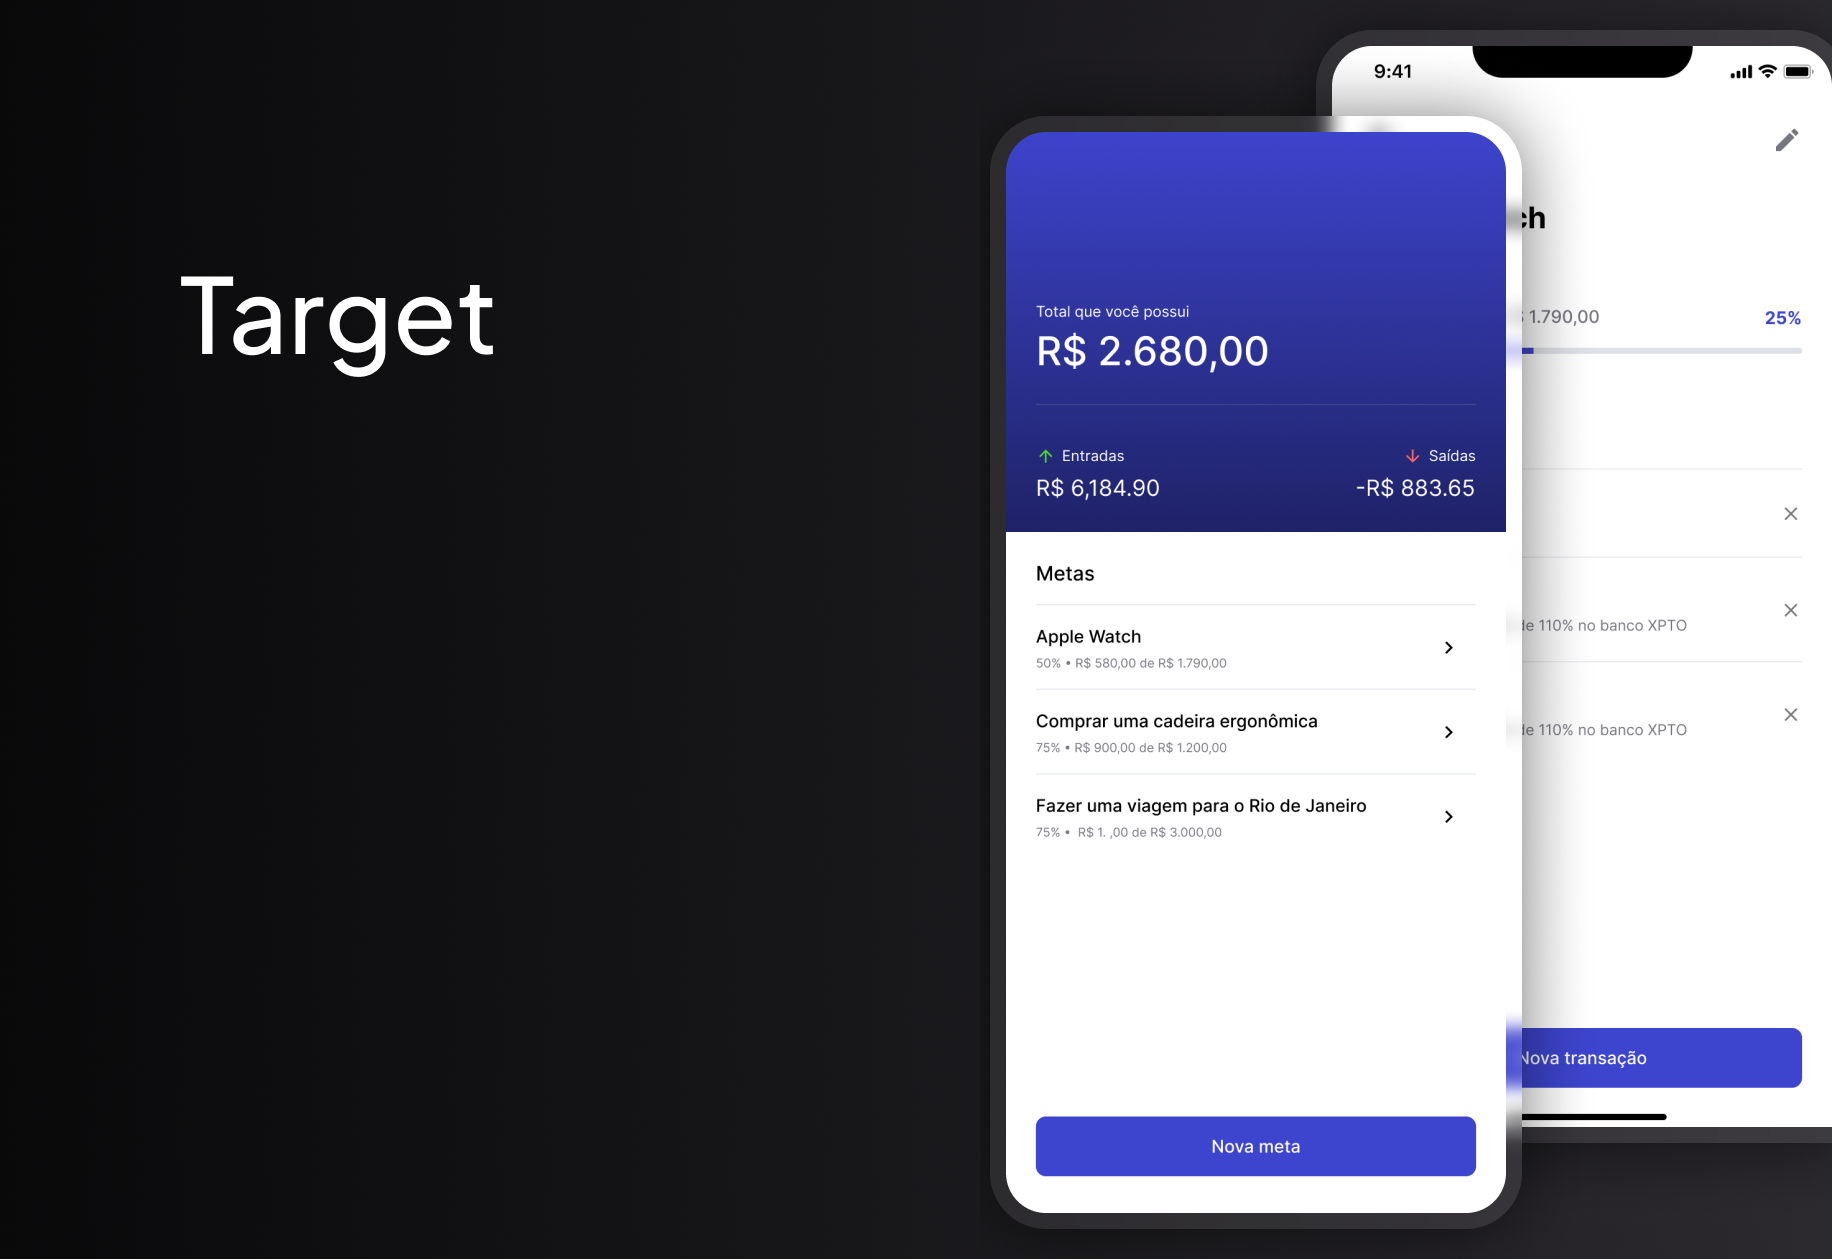 Target
Total que você possui
R$ 2.680,00
Entradas
R$ 6,184.90
Saídas
-R$ 883.65
Metas
Apple Watch
50% • R$ 580,00 de R$ 1.790,00
Comprar uma cadeira ergonômica
75% • R$ 900,00 de R$ 1.200,00
Fazer uma viagem para o Rio de Janeiro
75% • R$ 1. ,00 de R$ 3.000,00
Nova meta
9:41
ch
1.790,00
25%
de 110% no banco XPTO
de 110% no banco XPTO
Nova transação